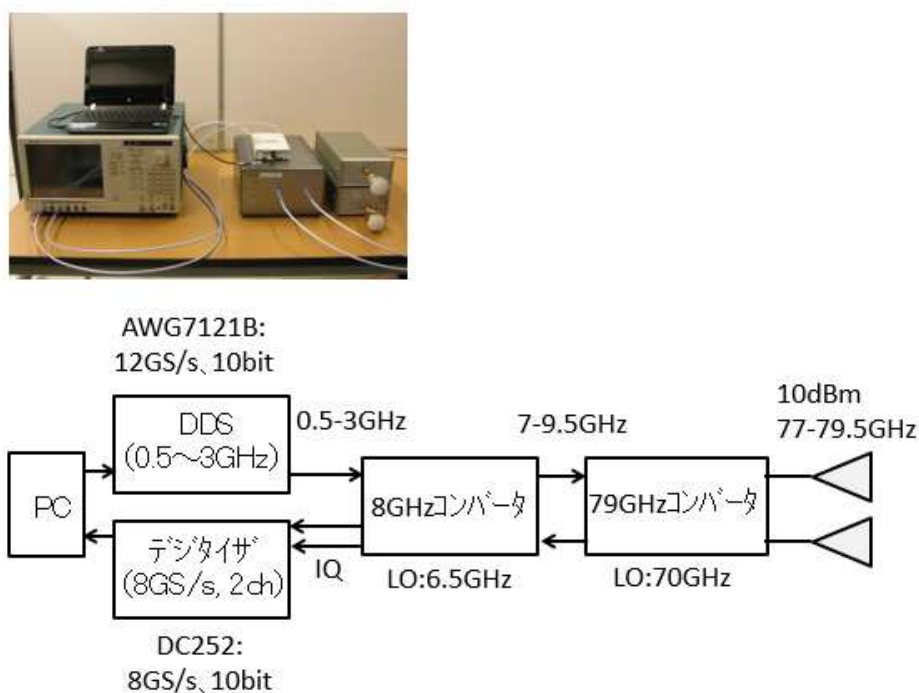 AWG7121B:
12GS/s、10bit
DDS
(0.5～3GHz)
0.5-3GHz
7-9.5GHz
10dBm
77-79.5GHz
PC
8GHzコンバータ
79GHzコンバータ
デジタイザ
(8GS/s, 2ch)
IQ
LO:6.5GHz
LO:70GHz
DC252:
8GS/s、10bit